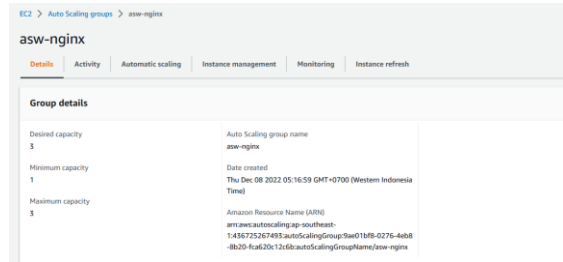 EC2 > Auto Scaling groups > asw-nginx
asw-nginx
Details Activity Automatic scaling Instance management Monitoring Instance refresh
Group details
Desired capacity
3
Minimum capacity
1
Maximum capacity
3
Auto Scaling group name
asw-nginx
Date created
Thu Dec 08 2022 05:16:59 GMT+0700 (Western Indonesia
Time)
Amazon Resource Name (ARN)
arn:aws:autoscaling:ap-southeast-
1:436725267493:autoScalingGroup:9ae01bf8-0276-4eb8
-8b20-fca620c12c6b:autoScalingGroupName/asw-nginx